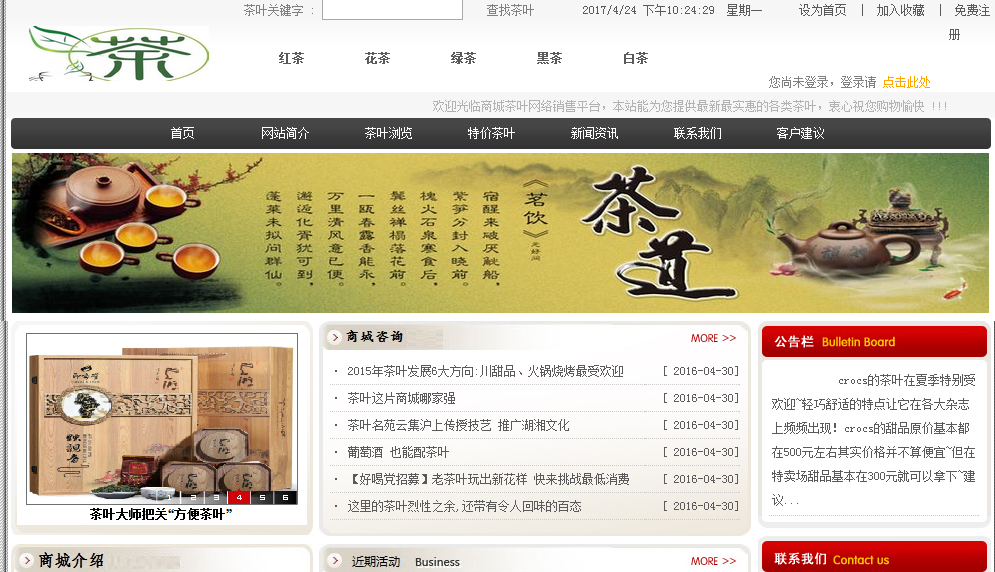 茶叶关键字 : 查找茶叶 2017/4/24 下午10:24:29 星期一 设为首页 | 加入收藏 | 免费注册
茶
红茶 花茶 绿茶 黑茶 白茶
您尚未登录，登录请 点击此处
欢迎光临商城茶叶网络销售平台，本站能为您提供最新最实惠的各类茶叶，衷心祝您购物愉快 !!!
首页 网站简介 茶叶浏览 特价茶叶 新闻资讯 联系我们 客户建议
茶道
《茗饮》
元好问
宿酲来破厌觥船，
紫笋分封入晓前。
槐火石泉寒食后，
鬓丝禅榻落花前。
一瓯春露香能永，
万里清风意已便。
邂逅化胥犹可到，
蓬莱未拟问群仙。
1 2 3 4 5 6
茶叶大师把关“方便茶叶”
商城介绍
商城咨询 MORE >>
· 2015年茶叶发展6大方向:川甜品、火锅烧烤最受欢迎 [ 2016-04-30]
· 茶叶这片商城哪家强 [ 2016-04-30]
· 茶叶名苑云集沪上传授技艺 推广湖湘文化 [ 2016-04-30]
· 葡萄酒 也能配茶叶 [ 2016-04-30]
· 【好喝党招募】老茶叶玩出新花样 快来挑战最低消费 [ 2016-04-30]
· 这里的茶叶烈性之余,还带有令人回味的百态 [ 2016-04-30]
近期活动 Business MORE >>
公告栏 Bulletin Board
crocs的茶叶在夏季特别受
欢迎~轻巧舒适的特点让它在各大杂志
上频频出现! crocs的甜品原价基本都
在500元左右其实价格并不算便宜~但在
特卖场甜品基本在300元就可以拿下~建
议...
联系我们 Contact us